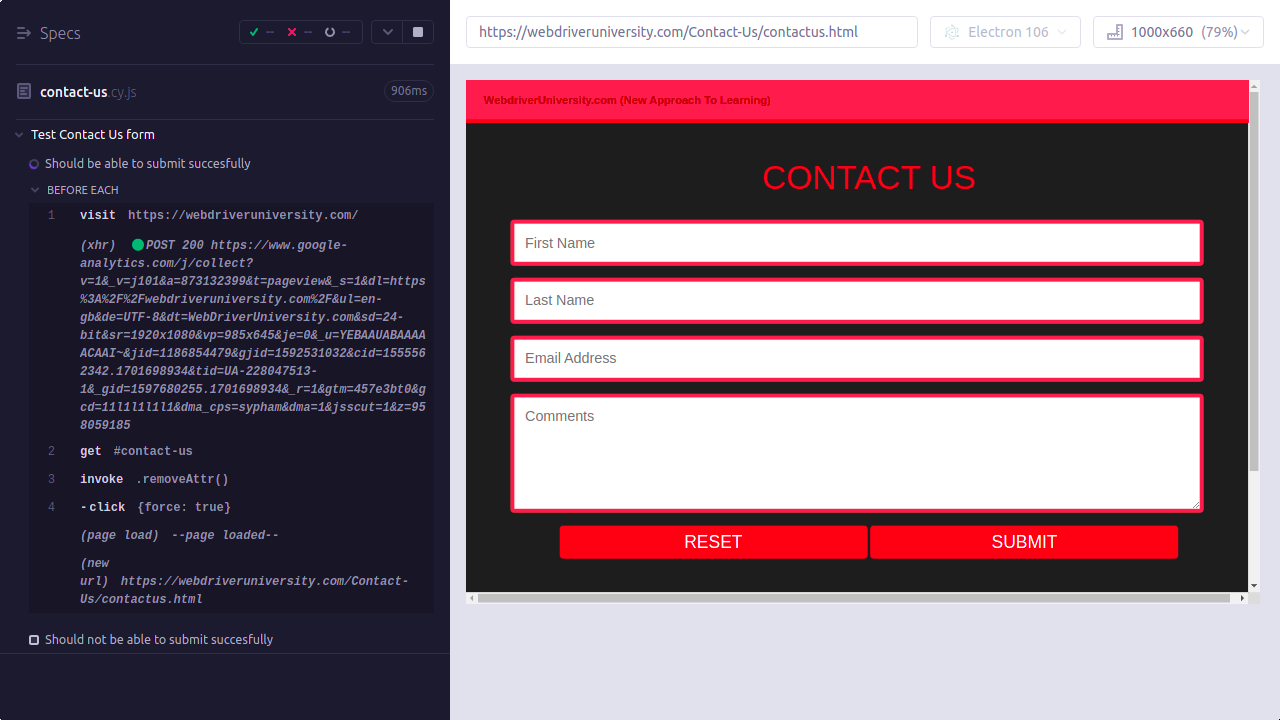 Specs
-- -- --
contact-us.cy.js
906ms
Test Contact Us form
Should be able to submit succesfully
BEFORE EACH
1 visit https://webdriveruniversity.com/
(xhr) POST 200 https://www.google-
analytics.com/j/collect?
v=1&_v=j101&a=873132399&t=pageview&_s=1&dl=https
%3A%2F%2Fwebdriveruniversity.com%2F&ul=en-
gb&de=UTF-8&dt=WebDriverUniversity.com&sd=24-
bit&sr=1920x1080&vp=985x645&je=0&_u=YEBAAUABAAAA
ACAAI~&jid=1186854479&gjid=1592531032&cid=155556
2342.1701698934&tid=UA-228047513-
1&_gid=1597680255.1701698934&_r=1&gtm=457e3bt0&g
cd=11l1l1l1l1&dma_cps=sypham&dma=1&jsscut=1&z=95
8059185
2 get #contact-us
3 invoke .removeAttr()
4 -click {force: true}
(page load) --page loaded--
(new
url) https://webdriveruniversity.com/Contact-
Us/contactus.html
Should not be able to submit succesfully
https://webdriveruniversity.com/Contact-Us/contactus.html
Electron 106
1000x660 (79%)
WebdriverUniversity.com (New Approach To Learning)
CONTACT US
First Name
Last Name
Email Address
Comments
RESET
SUBMIT